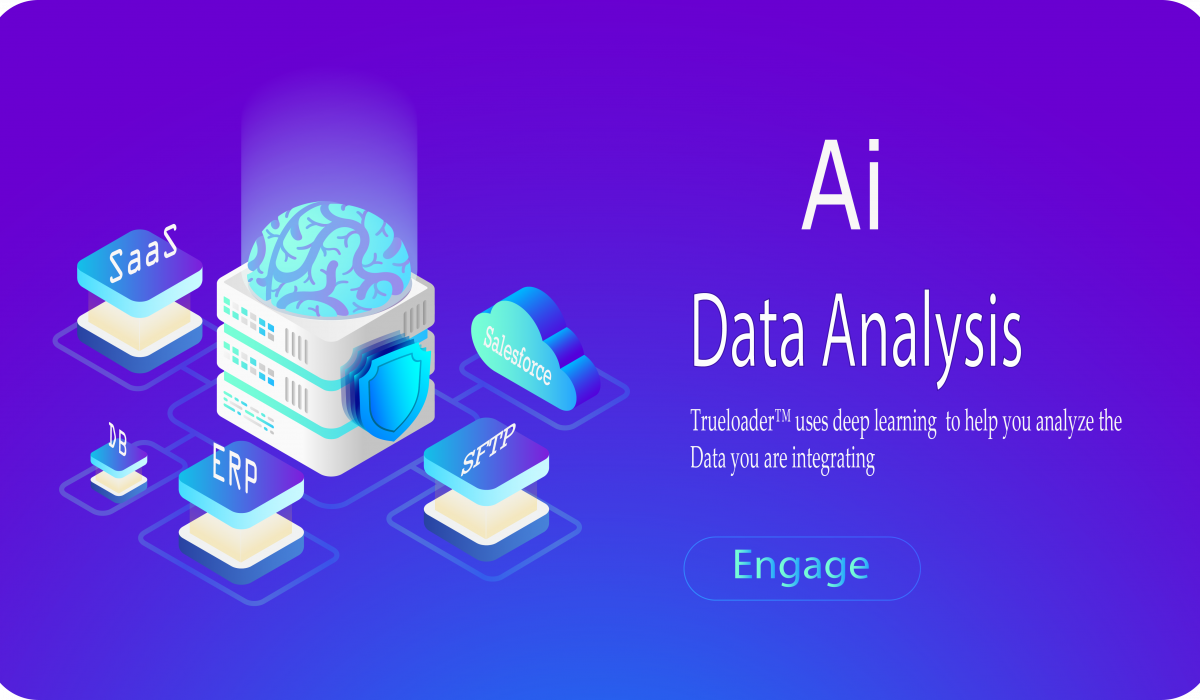 Ai
Data Analysis
Trueloader™ uses deep learning to help you analyze the
Data you are integrating
Engage
SaaS
Salesforce
DB
ERP
SFTP